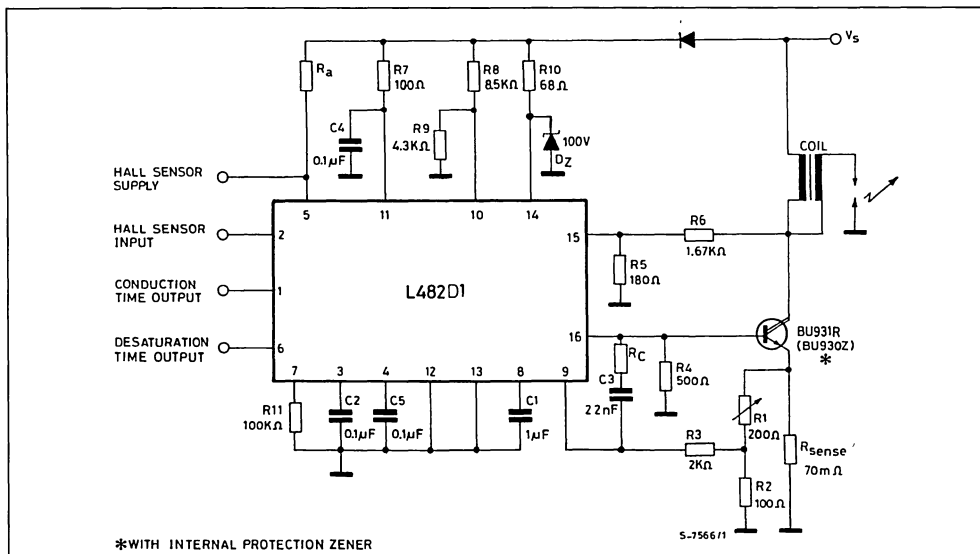 Vs
Ra
R7
100Ω
R8
8.5KΩ
R10
68Ω
C4
0.1µF
R9
4.3KΩ
100V
DZ
COIL
HALL SENSOR
SUPPLY
5
11
10
14
HALL SENSOR
INPUT
2
15
R6
1.67KΩ
R5
180Ω
CONDUCTION
TIME OUTPUT
1
L482D1
DESATURATION
TIME OUTPUT
6
16
BU931R
(BU930Z)
*
RC
C3
22nF
R4
500Ω
7
3
4
12
13
8
9
R11
100KΩ
C2
0.1µF
C5
0.1µF
C1
1µF
R3
2KΩ
R1
200Ω
Rsense
70mΩ
R2
100Ω
S-7566/1
*WITH INTERNAL PROTECTION ZENER